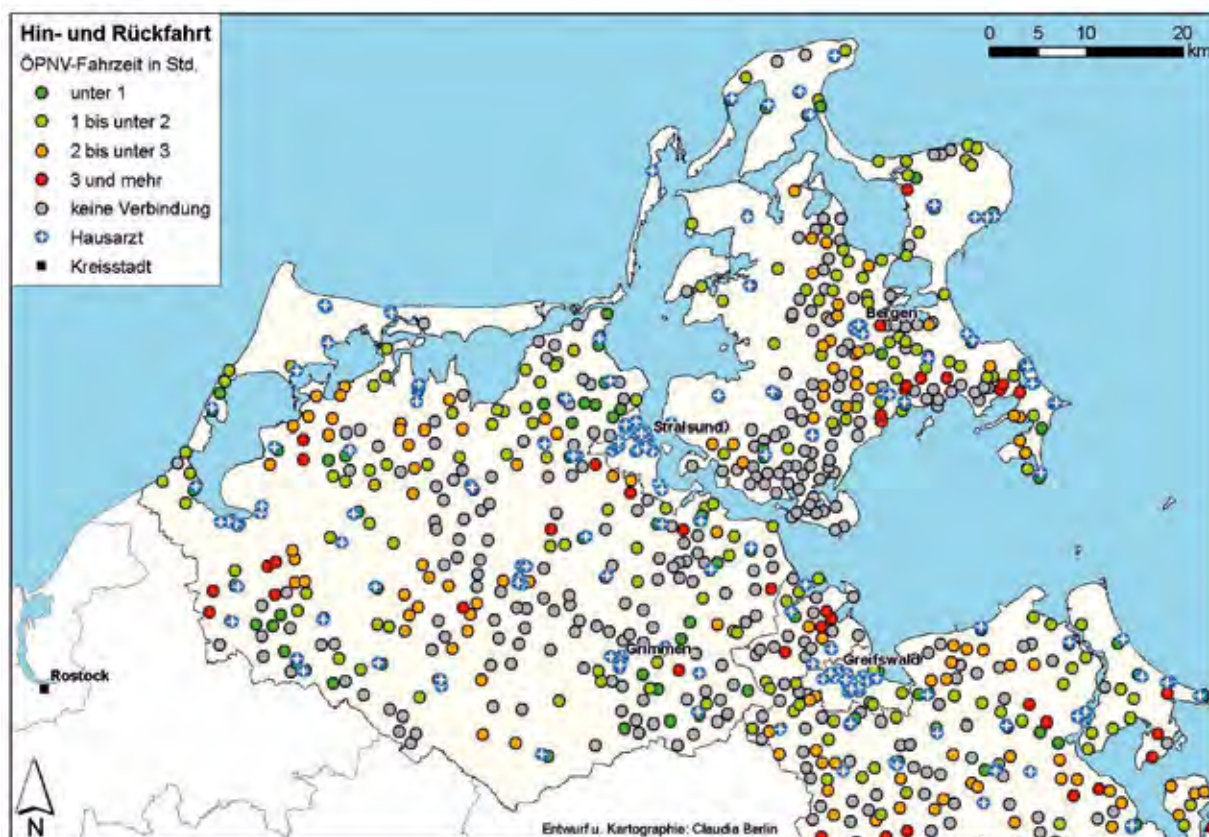 Hin- und Rückfahrt
ÖPNV-Fahrzeit in Std.
unter 1
1 bis unter 2
2 bis unter 3
3 und mehr
keine Verbindung
Hausarzt
Kreisstadt
0 5 10 20
km
Bergen
Stralsund
Grimmen
Greifswald
Rostock
N
Entwurf u. Kartographie: Claudia Berlin